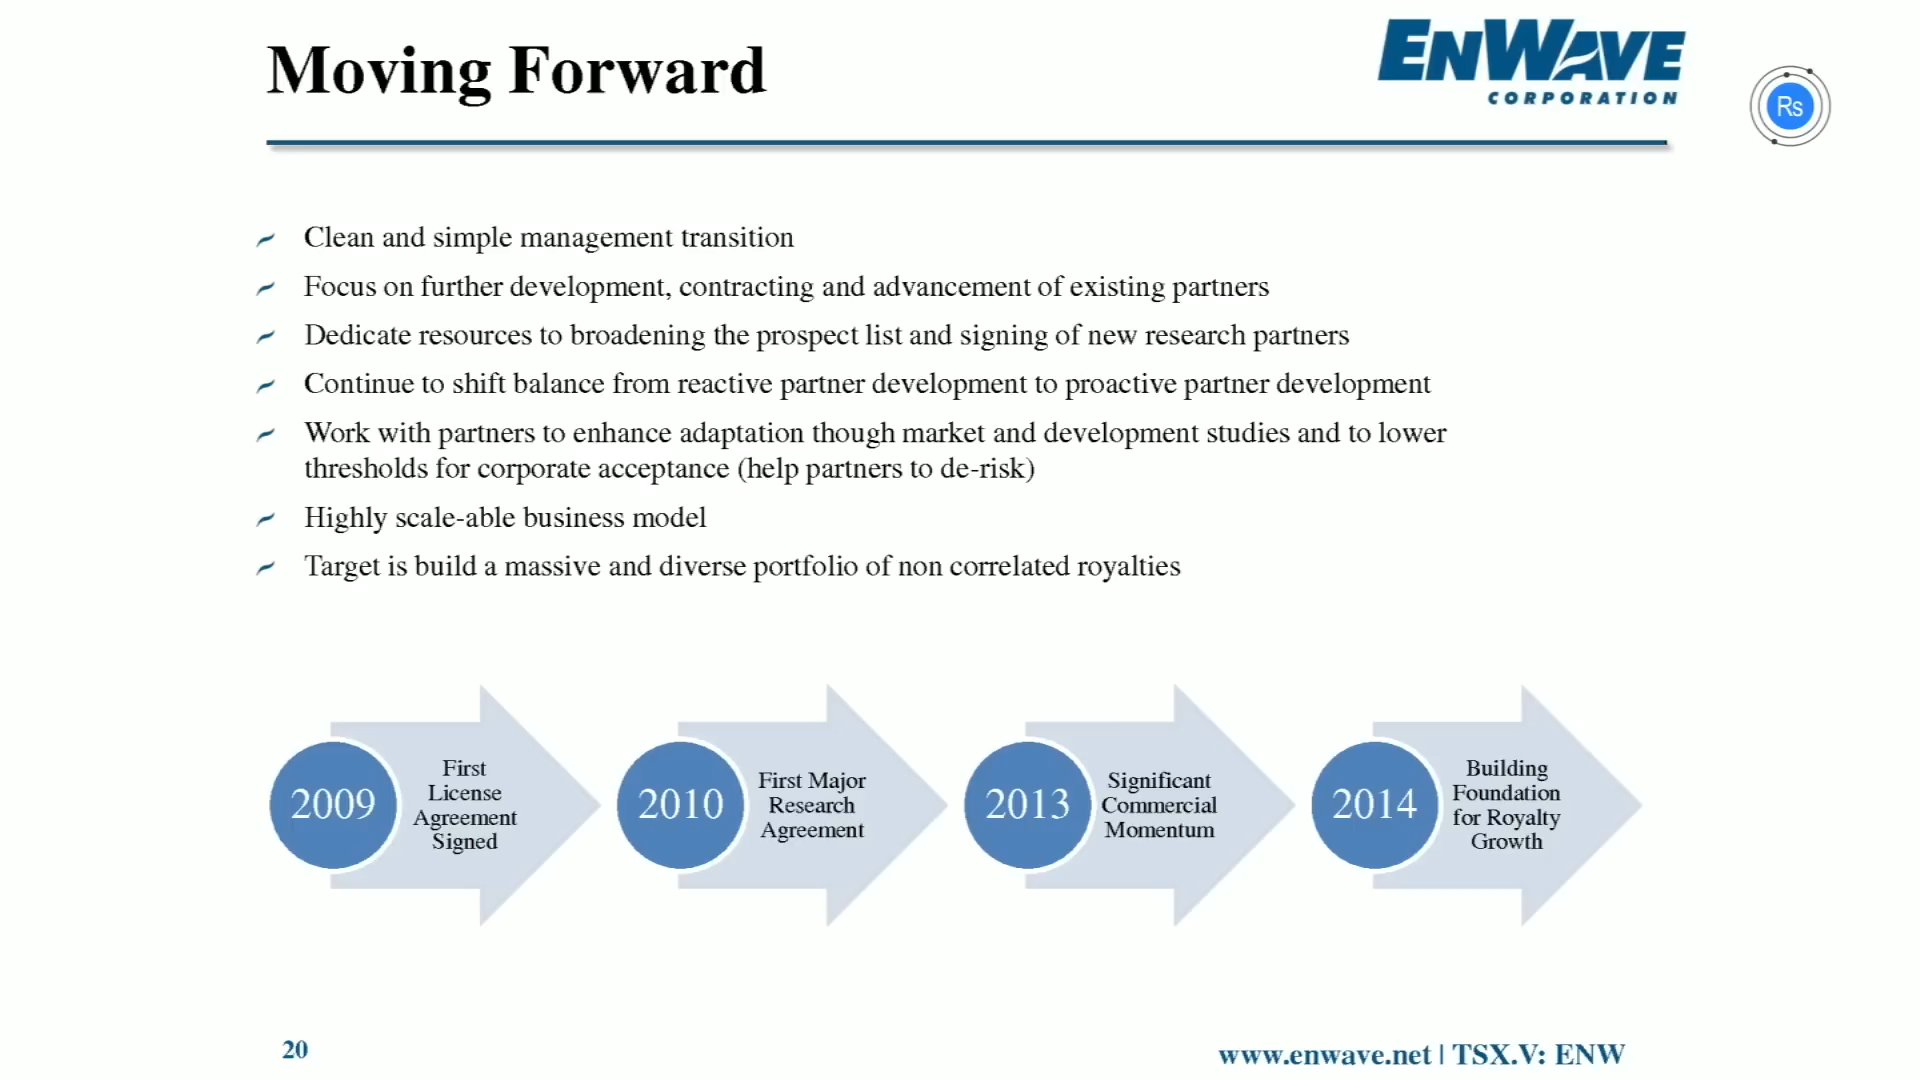 Moving Forward
ENWAVE
CORPORATION
Rs
Clean and simple management transition
Focus on further development, contracting and advancement of existing partners
Dedicate resources to broadening the prospect list and signing of new research partners
Continue to shift balance from reactive partner development to proactive partner development
Work with partners to enhance adaptation though market and development studies and to lower
thresholds for corporate acceptance (help partners to de-risk)
Highly scale-able business model
Target is build a massive and diverse portfolio of non correlated royalties
2009
First
License
Agreement
Signed
2010
First Major
Research
Agreement
2013
Significant
Commercial
Momentum
2014
Building
Foundation
for Royalty
Growth
20
www.enwave.net | TSX.V: ENW